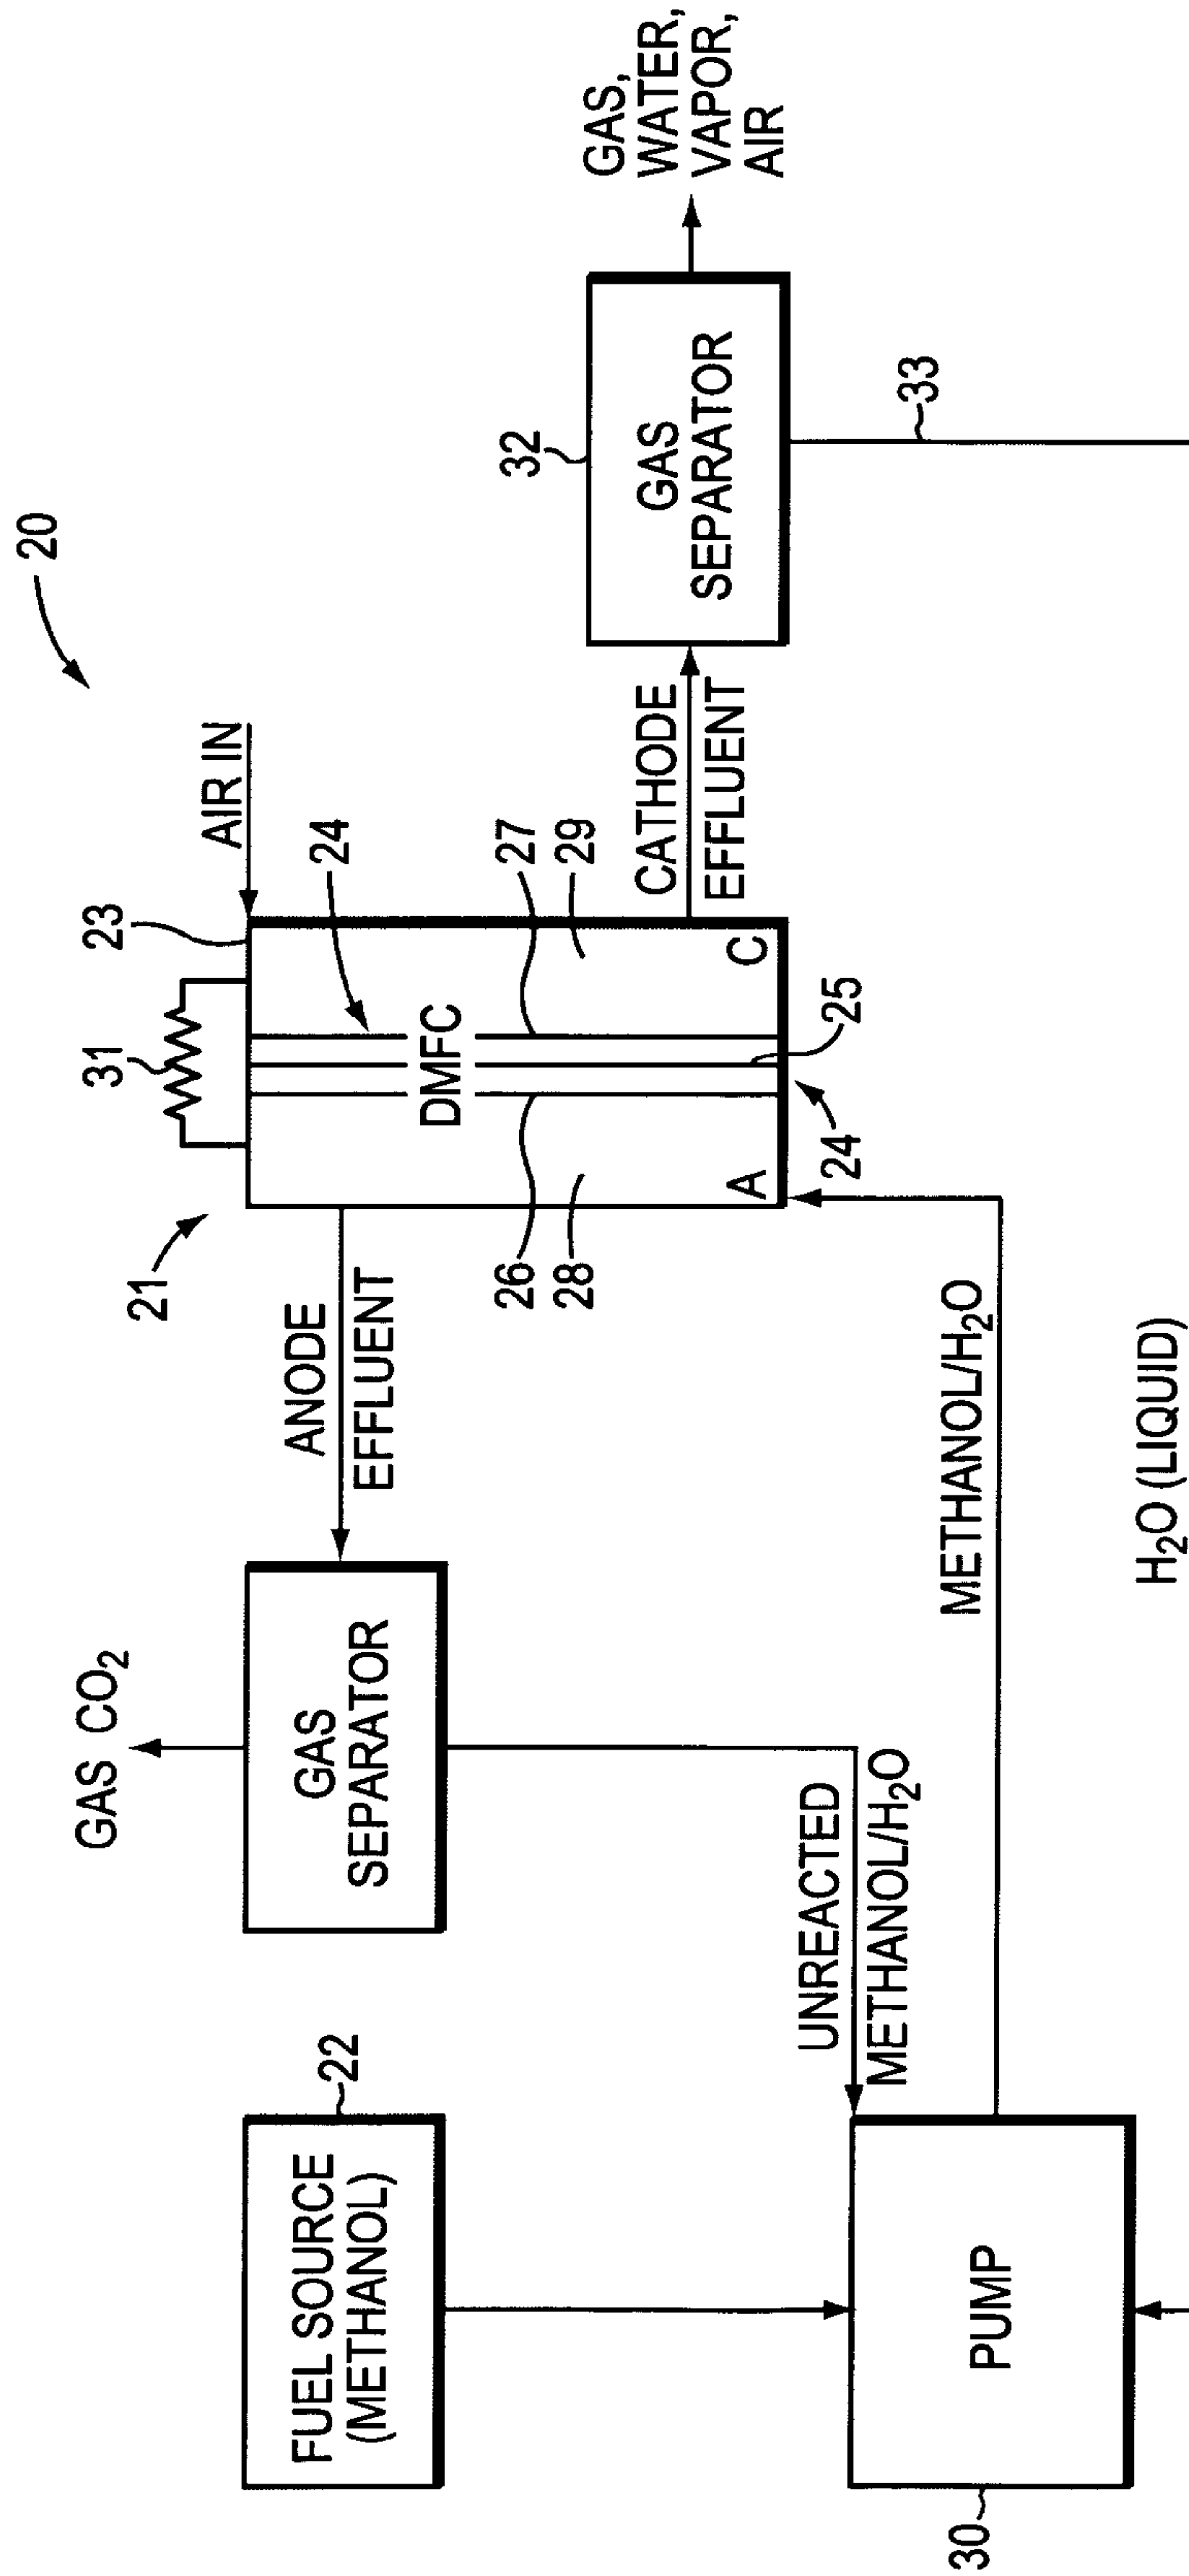 20
21
31
23
AIR IN
GAS CO2
ANODE
EFFLUENT
24
FUEL SOURCE
(METHANOL)
22
GAS
SEPARATOR
DMFC
27
29
26
28
A
C
25
24
CATHODE
EFFLUENT
32
GAS
SEPARATOR
GAS,
WATER,
VAPOR,
AIR
UNREACTED
METHANOL/H2O
33
PUMP
30
METHANOL/H2O
H2O (LIQUID)